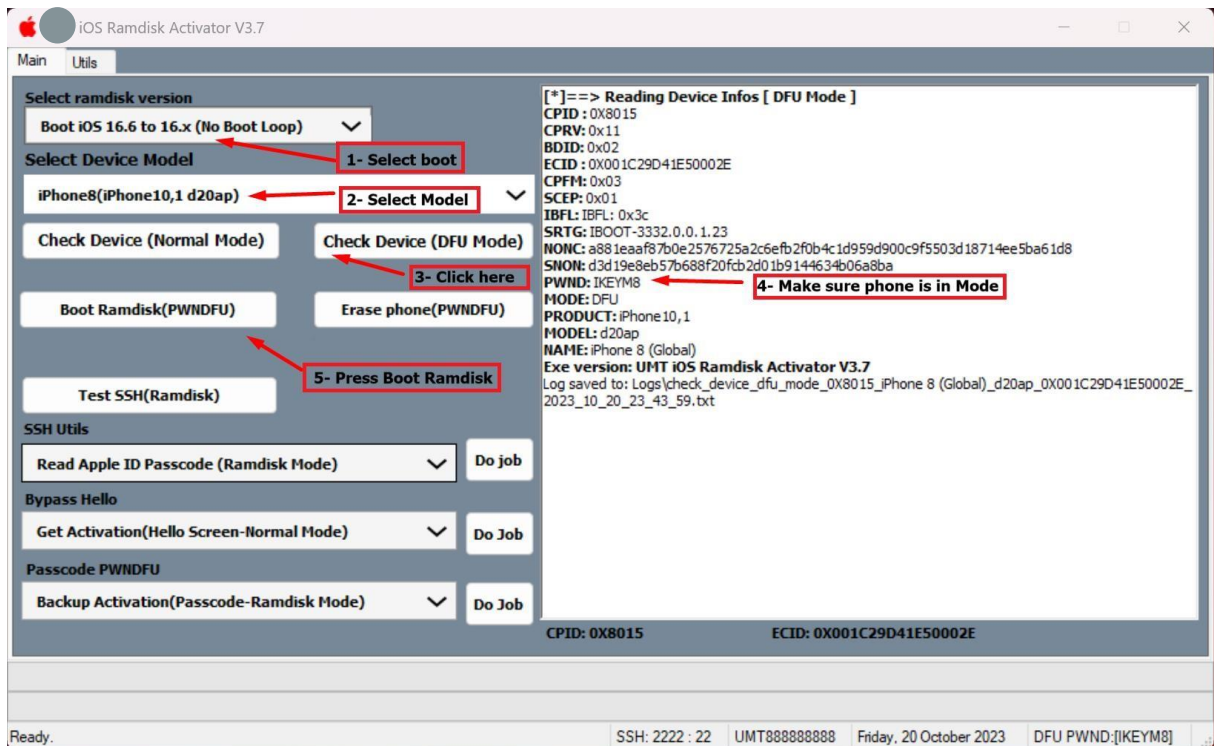 iOS Ramdisk Activator V3.7
Main
Utils
Select ramdisk version
Boot iOS 16.6 to 16.x (No Boot Loop)
1- Select boot
Select Device Model
iPhone8(iPhone10,1 d20ap)
2- Select Model
Check Device (Normal Mode)
Check Device (DFU Mode)
3- Click here
Boot Ramdisk(PWNDFU)
Erase phone(PWNDFU)
5- Press Boot Ramdisk
Test SSH(Ramdisk)
SSH Utils
Read Apple ID Passcode (Ramdisk Mode)
Do job
Bypass Hello
Get Activation(Hello Screen-Normal Mode)
Do Job
Passcode PWNDFU
Backup Activation(Passcode-Ramdisk Mode)
Do Job
[*]==> Reading Device Infos [ DFU Mode ]
CPID : 0X8015
CPRV: 0x11
BDID: 0x02
ECID : 0X001C29D41E50002E
CPFM: 0x03
SCEP: 0x01
IBFL: IBFL: 0x3c
SRTG: IBOOT-3332.0.0.1.23
NONC: a881eaaf87b0e2576725a2c6efb2f0b4c1d959d900c9f5503d18714ee5ba61d8
SNON: d3d19e8eb57b688f20fcb2d01b9144634b06a8ba
PWND: IKEYM8
4- Make sure phone is in Mode
MODE: DFU
PRODUCT: iPhone10,1
MODEL: d20ap
NAME: iPhone 8 (Global)
Exe version: UMT iOS Ramdisk Activator V3.7
Log saved to: Logs\check_device_dfu_mode_0X8015_iPhone 8 (Global)_d20ap_0X001C29D41E50002E_
2023_10_20_23_43_59.txt
CPID: 0X8015
ECID: 0X001C29D41E50002E
Ready.
SSH: 2222 : 22
UMT888888888
Friday, 20 October 2023
DFU PWND:[IKEYM8]